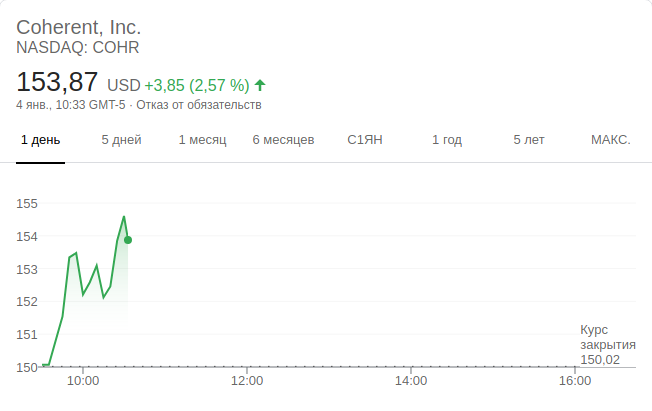 Coherent, Inc.
NASDAQ: COHR
153,87 USD +3,85 (2,57 %)
4 янв., 10:33 GMT-5 · Отказ от обязательств
1 день 5 дней 1 месяц 6 месяцев С1ЯН 1 год 5 лет МАКС.
155
154
153
152
151
Курс
закрытия
150,02
150
10:00 12:00 14:00 16:00